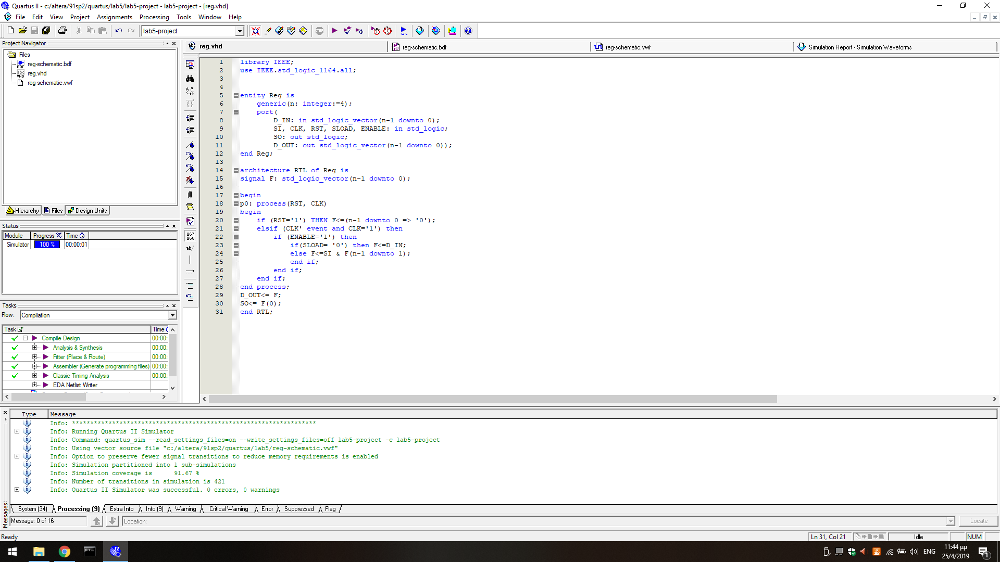 Quartus II - c:/altera/91sp2/quartus/lab5/lab5-project - lab5-project - [reg.vhd]
File Edit View Project Assignments Processing Tools Window Help
lab5-project
Project Navigator
Files
reg-schematic.bdf
reg.vhd
reg-schematic.vwf
Hierarchy Files Design Units
Status
Module Progress % Time
Simulator 100 % 00:00:01
Tasks
Flow: Compilation
Task Time
Compile Design 00:00:
Analysis & Synthesis 00:00:
Fitter (Place & Route) 00:00:
Assembler (Generate programming files) 00:00:
Classic Timing Analysis 00:00:
EDA Netlist Writer
reg.vhd reg-schematic.bdf reg-schematic.vwf Simulation Report - Simulation Waveforms
1 library IEEE;
2 use IEEE.std_logic_1164.all;
3
4
5 entity Reg is
6 generic(n: integer:=4);
7 port(
8 D_IN: in std_logic_vector(n-1 downto 0);
9 SI, CLK, RST, SLOAD, ENABLE: in std_logic;
10 SO: out std_logic;
11 D_OUT: out std_logic_vector(n-1 downto 0));
12 end Reg;
13
14 architecture RTL of Reg is
15 signal F: std_logic_vector(n-1 downto 0);
16
17 begin
18 p0: process(RST, CLK)
19 begin
20 if (RST='1') THEN F<=(n-1 downto 0 => '0');
21 elsif (CLK' event and CLK='1') then
22 if (ENABLE='1') then
23 if(SLOAD= '0') then F<=D_IN;
24 else F<=SI & F(n-1 downto 1);
25 end if;
26 end if;
27 end if;
28 end process;
29 D_OUT<= F;
30 SO<= F(0);
31 end RTL;
267
268
ab/
Type Message
Info: *******************************************************************
Info: Running Quartus II Simulator
Info: Command: quartus_sim --read_settings_files=on --write_settings_files=off lab5-project -c lab5-project
Info: Using vector source file "c:/altera/91sp2/quartus/lab5/reg-schematic.vwf"
Info: Option to preserve fewer signal transitions to reduce memory requirements is enabled
Info: Simulation partitioned into 1 sub-simulations
Info: Simulation coverage is 91.67 %
Info: Number of transitions in simulation is 421
Info: Quartus II Simulator was successful. 0 errors, 0 warnings
System (34) Processing (9) Extra Info Info (9) Warning Critical Warning Error Suppressed Flag
Messages
Message: 0 of 16 Location: Locate
Ready Ln 31, Col 21 Idle NUM
ENG 11:44 μμ
25/4/2019 1